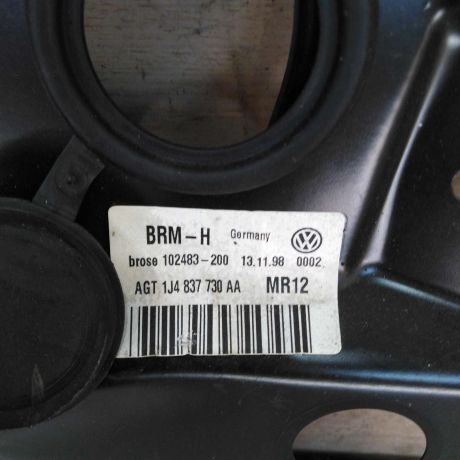 BRM-H Germany
brose 102483-200 13.11.98 0002
AGT 1J4 837 730 AA MR12